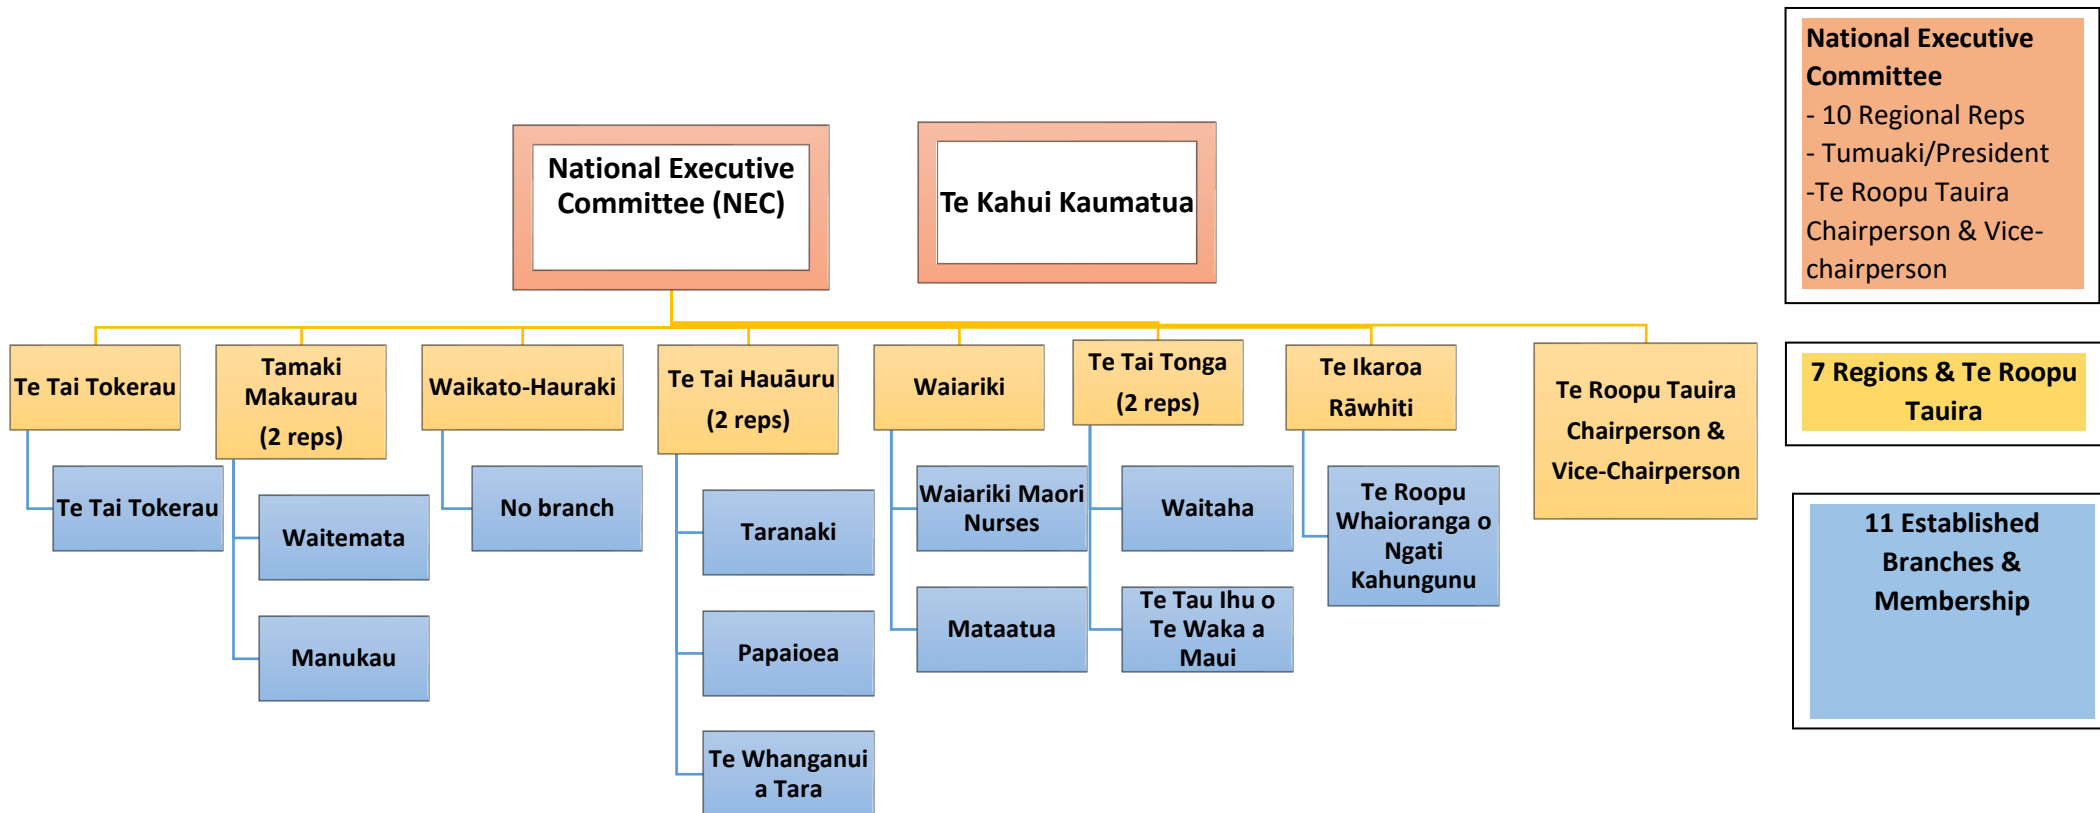 National Executive
Committee (NEC)
Te Kahui Kaumatua
National Executive
Committee
- 10 Regional Reps
- Tumuaki/President
-Te Roopu Tauira
Chairperson & Vice-
chairperson
Te Tai Tokerau
Tamaki
Makaurau
(2 reps)
Waikato-Hauraki
Te Tai Hauāuru
(2 reps)
Waiariki
Te Tai Tonga
(2 reps)
Te Ikaroa
Rāwhiti
Te Roopu Tauira
Chairperson &
Vice-Chairperson
7 Regions & Te Roopu
Tauira
Te Tai Tokerau
Waitemata
Manukau
No branch
Taranaki
Papaioea
Te Whanganui
a Tara
Waiariki Maori
Nurses
Mataatua
Waitaha
Te Tau Ihu o
Te Waka a
Maui
Te Roopu
Whaioranga o
Ngati
Kahungunu
11 Established
Branches &
Membership